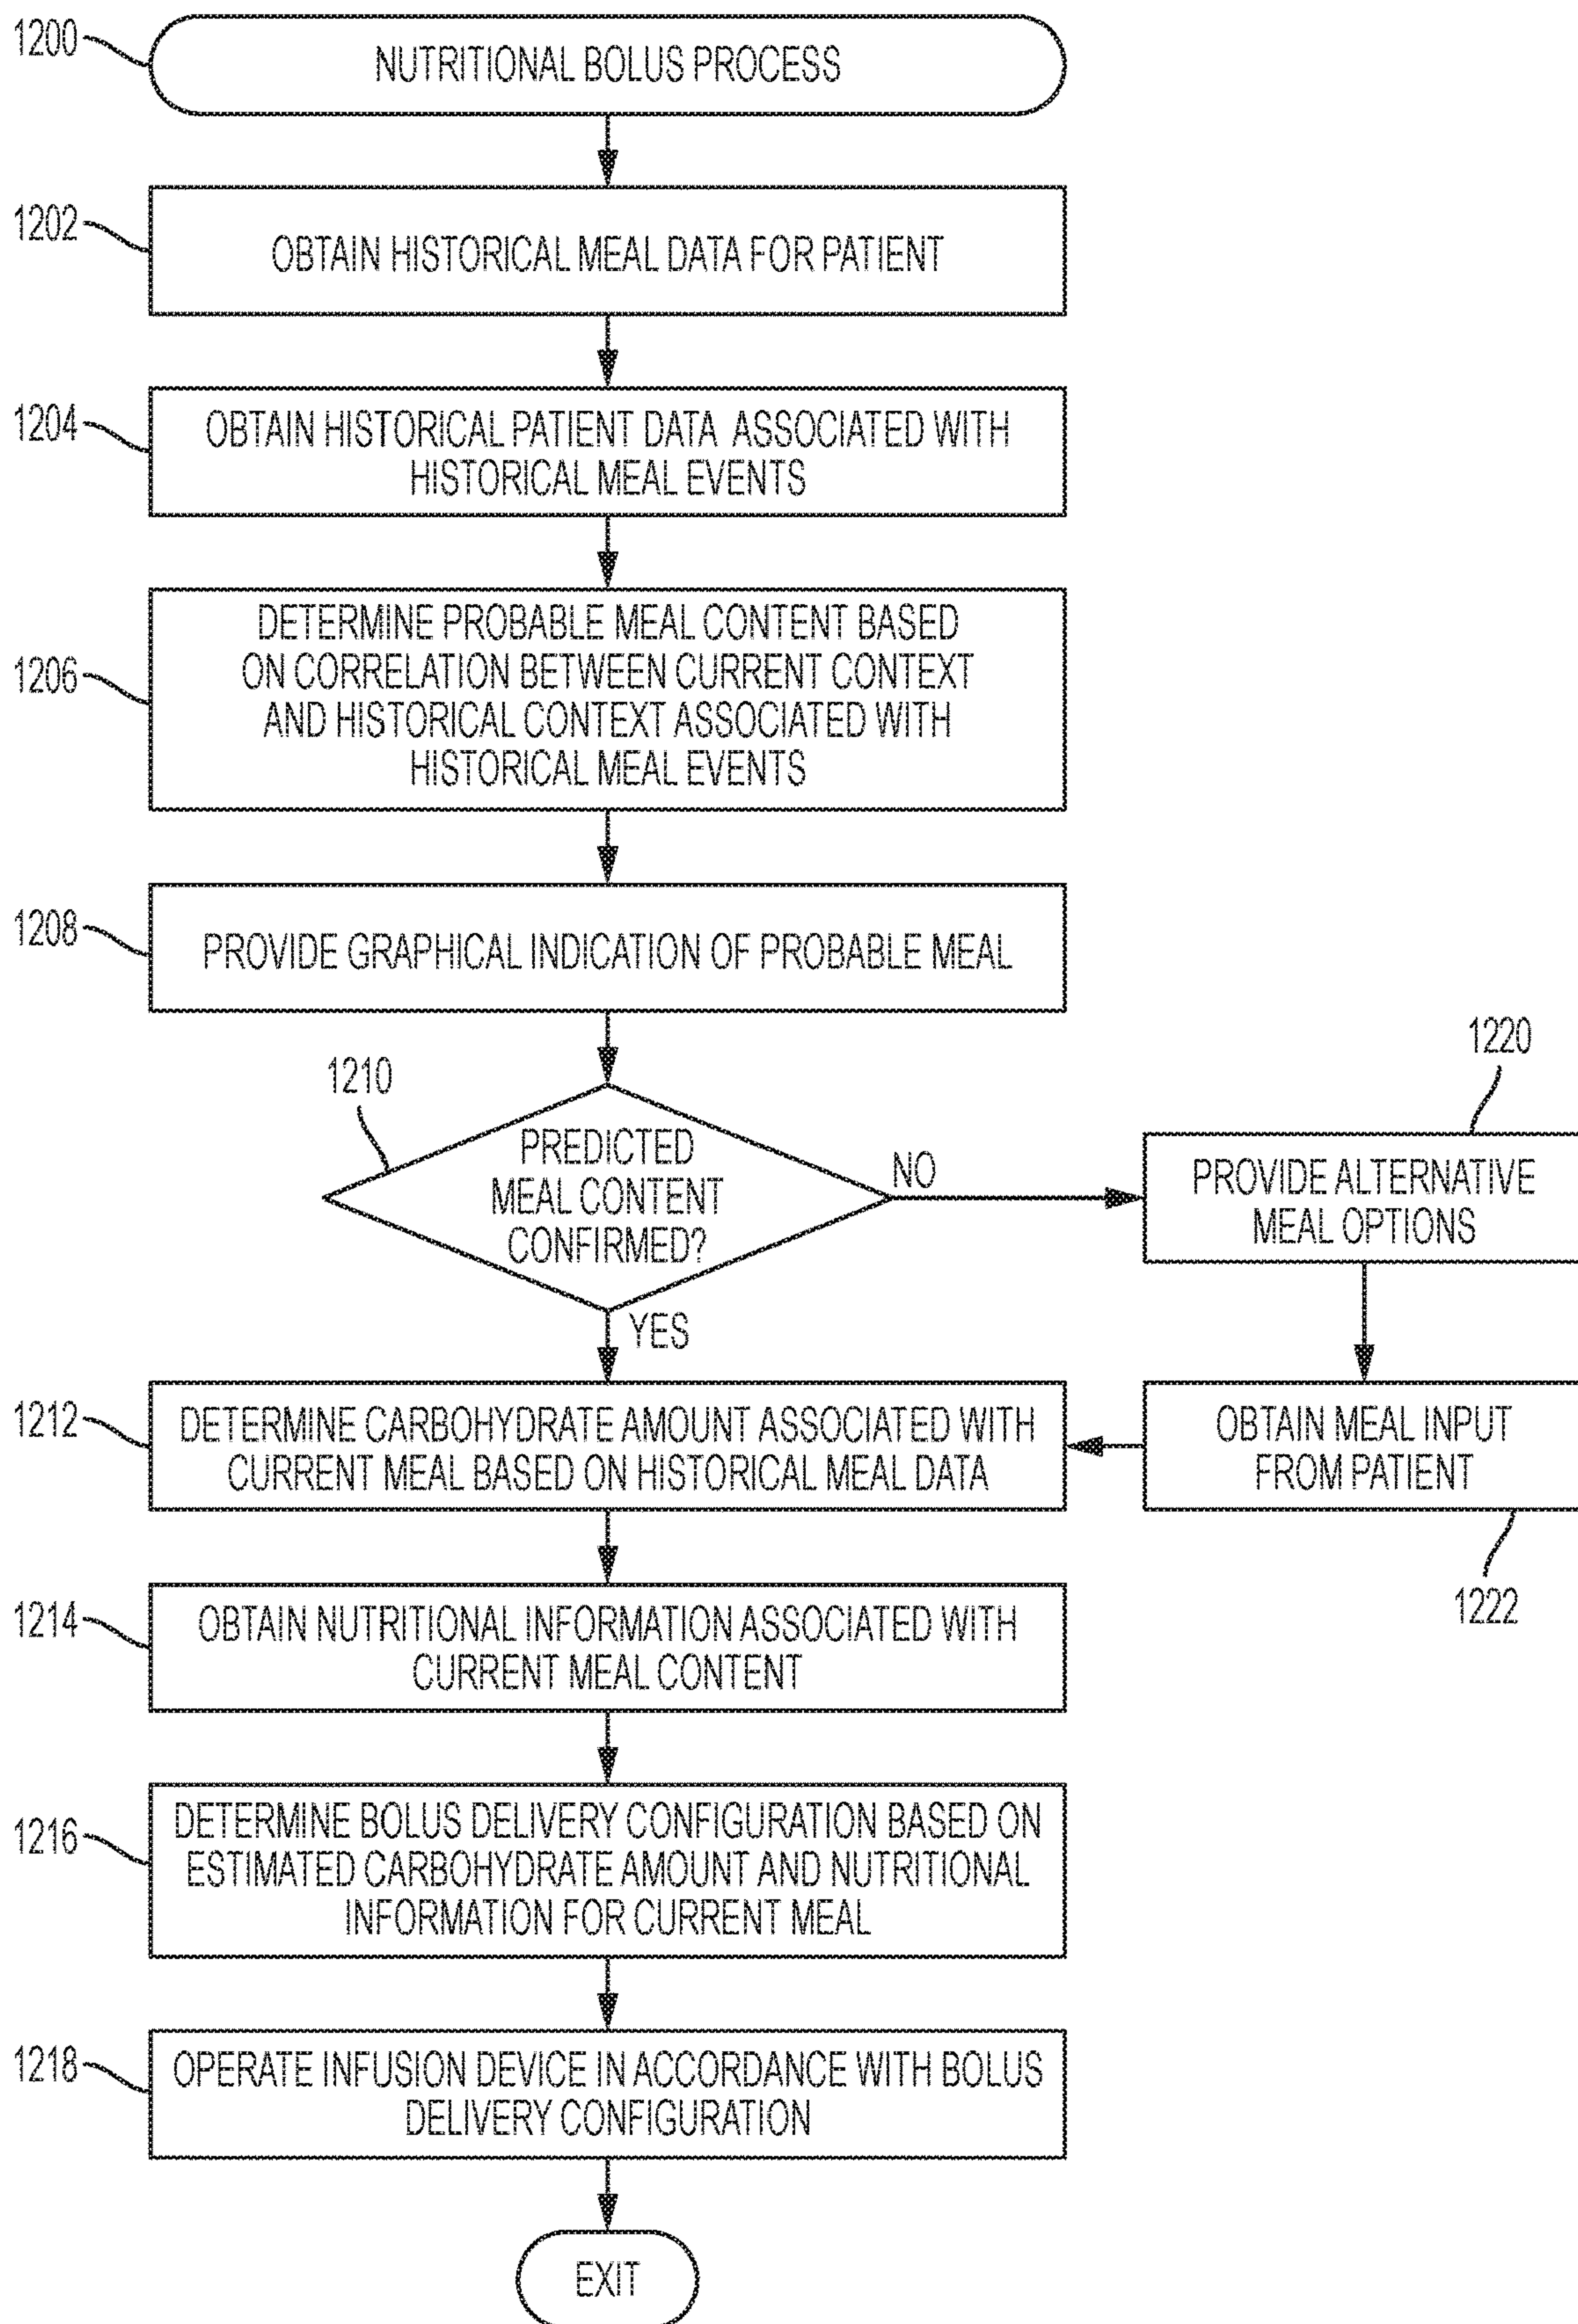 1200
NUTRITIONAL BOLUS PROCESS
1202
OBTAIN HISTORICAL MEAL DATA FOR PATIENT
1204
OBTAIN HISTORICAL PATIENT DATA ASSOCIATED WITH
HISTORICAL MEAL EVENTS
1206
DETERMINE PROBABLE MEAL CONTENT BASED
ON CORRELATION BETWEEN CURRENT CONTEXT
AND HISTORICAL CONTEXT ASSOCIATED WITH
HISTORICAL MEAL EVENTS
1208
PROVIDE GRAPHICAL INDICATION OF PROBABLE MEAL
1210
PREDICTED
MEAL CONTENT
CONFIRMED?
NO
YES
1220
PROVIDE ALTERNATIVE
MEAL OPTIONS
OBTAIN MEAL INPUT
FROM PATIENT
1222
1212
DETERMINE CARBOHYDRATE AMOUNT ASSOCIATED WITH
CURRENT MEAL BASED ON HISTORICAL MEAL DATA
1214
OBTAIN NUTRITIONAL INFORMATION ASSOCIATED WITH
CURRENT MEAL CONTENT
1216
DETERMINE BOLUS DELIVERY CONFIGURATION BASED ON
ESTIMATED CARBOHYDRATE AMOUNT AND NUTRITIONAL
INFORMATION FOR CURRENT MEAL
1218
OPERATE INFUSION DEVICE IN ACCORDANCE WITH BOLUS
DELIVERY CONFIGURATION
EXIT